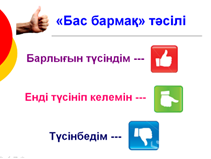 «Бас бармақ» тәсілі
Барлығын түсіндім ---
Енді түсініп келемін ---
Түсінбедім ---